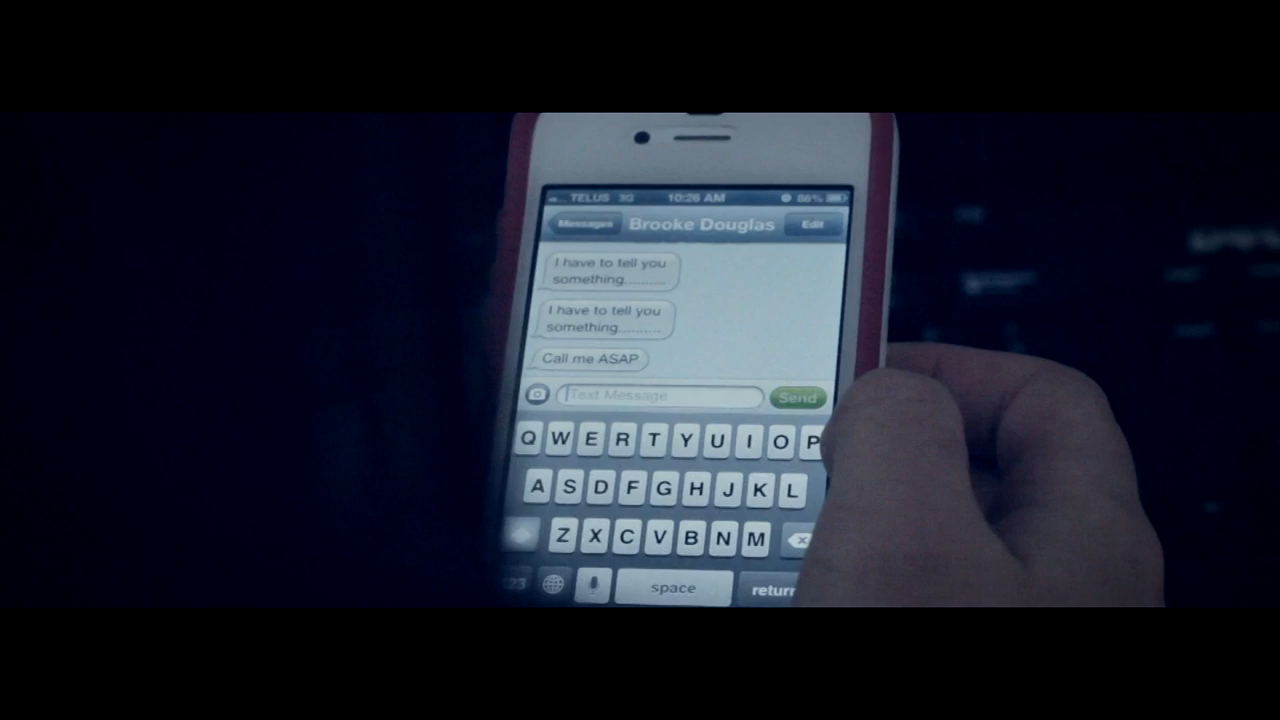 TELUS 3G 10:26 AM 86%
Messages Brooke Douglas Edit
I have to tell you
something..........
I have to tell you
something..........
Call me ASAP
Text Message Send
Q W E R T Y U I O P
A S D F G H J K L
Z X C V B N M
23 space return